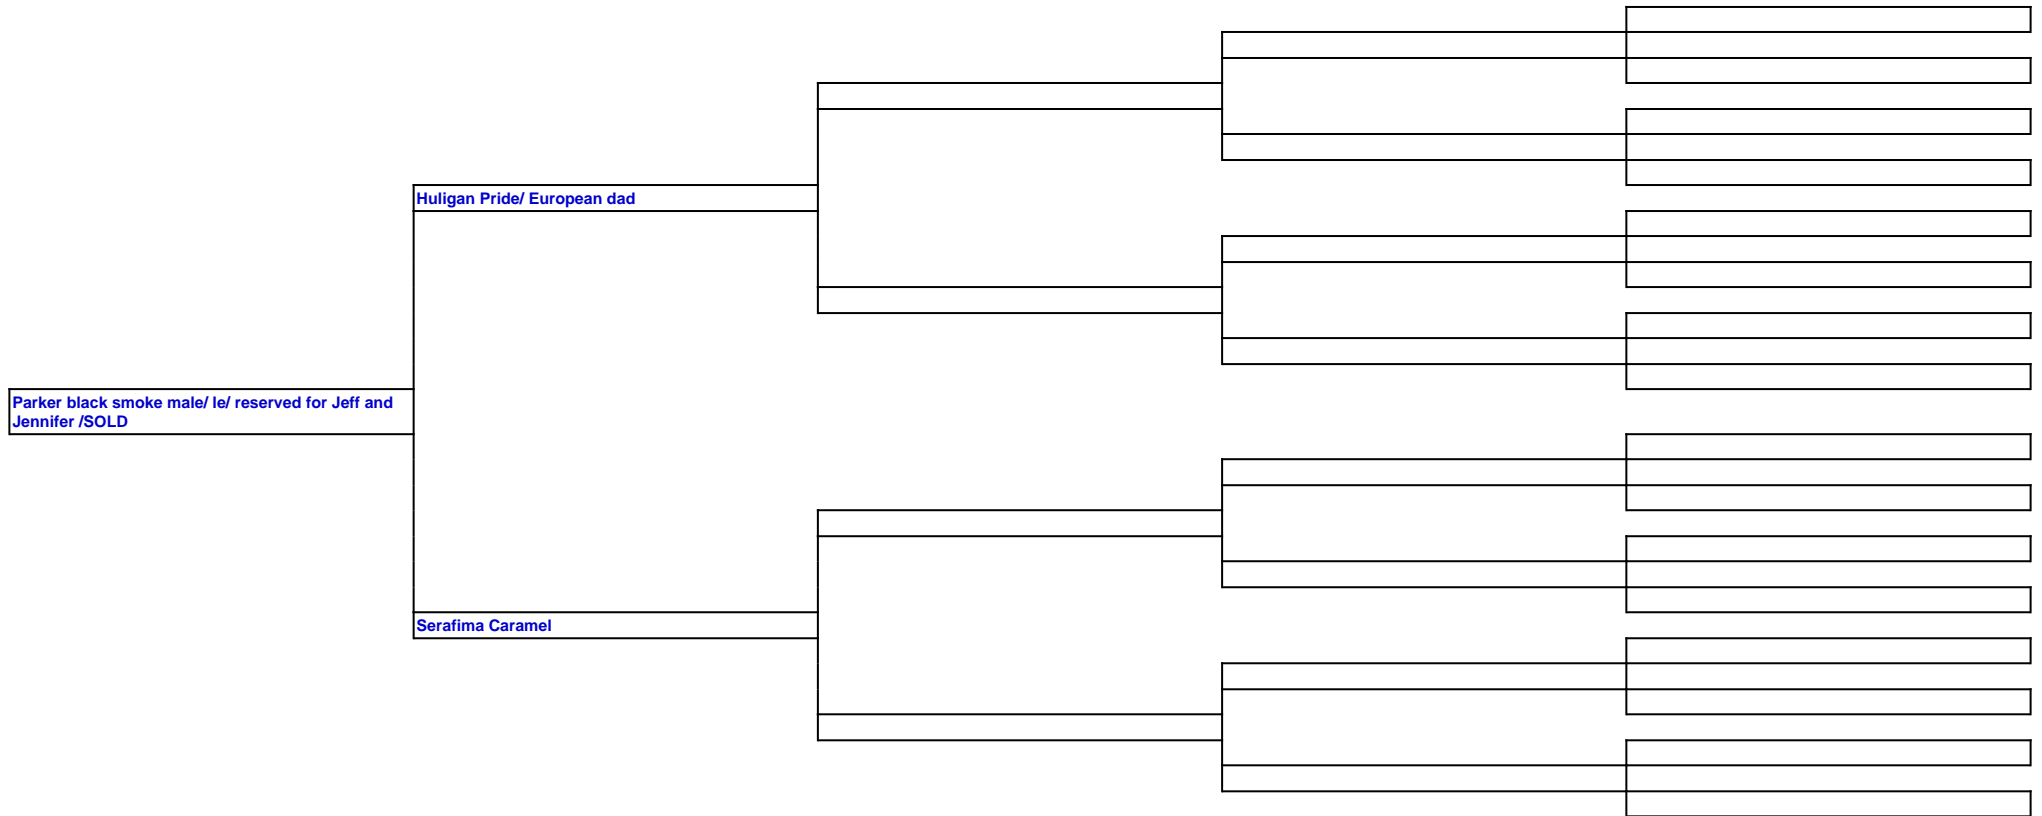 Huligan Pride/ European dad
Parker black smoke male/ le/ reserved for Jeff and
Jennifer /SOLD
Serafima Caramel